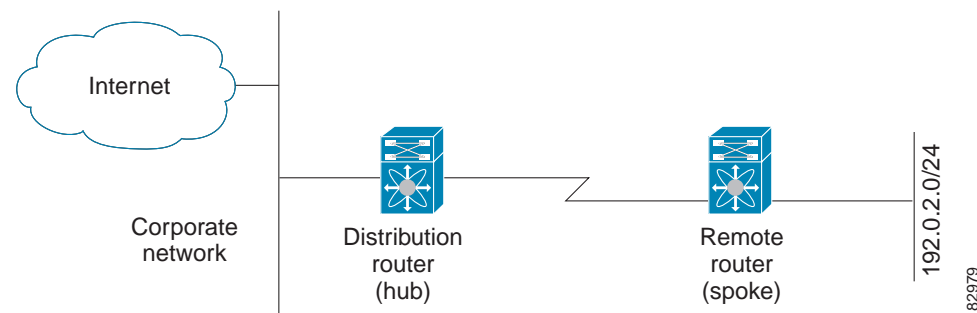 Internet
Corporate
network
Distribution
router
(hub)
Remote
router
(spoke)
192.0.2.0/24
82979